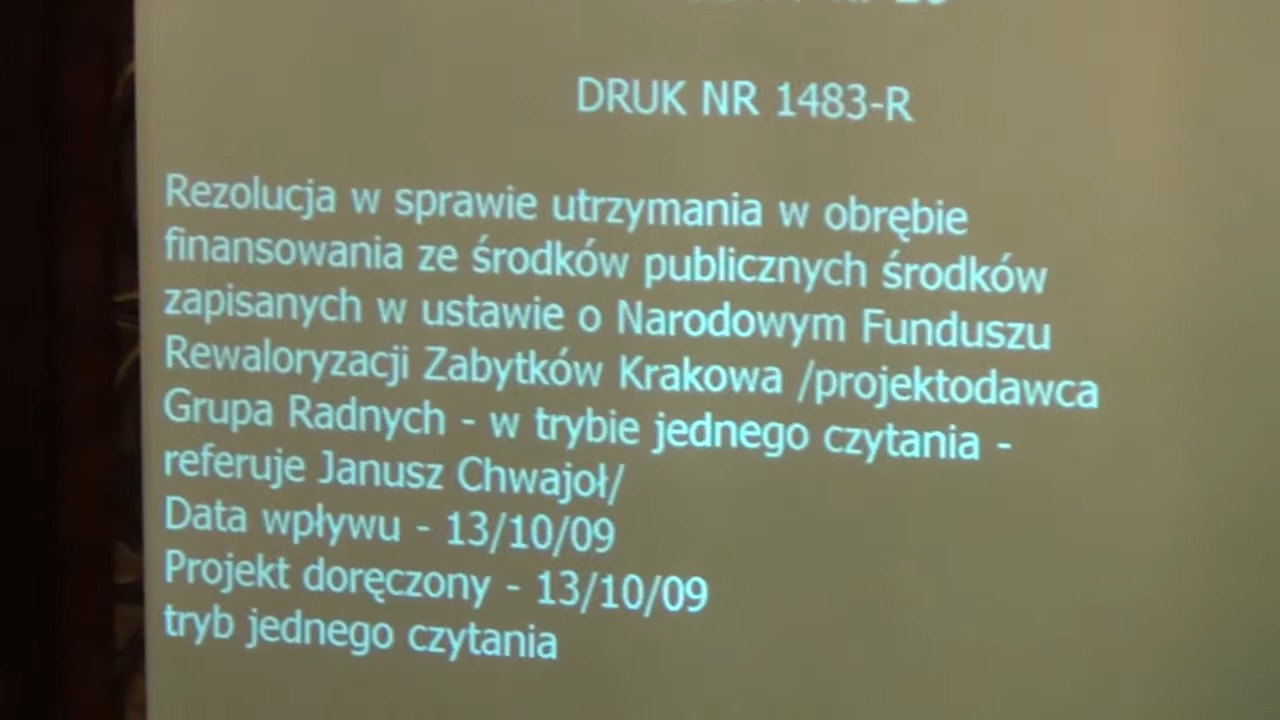 DRUK NR 1483-R
Rezolucja w sprawie utrzymania w obrębie
finansowania ze środków publicznych środków
zapisanych w ustawie o Narodowym Funduszu
Rewaloryzacji Zabytków Krakowa /projektodawca
Grupa Radnych - w trybie jednego czytania -
referuje Janusz Chwajoł/
Data wpływu - 13/10/09
Projekt doręczony - 13/10/09
tryb jednego czytania